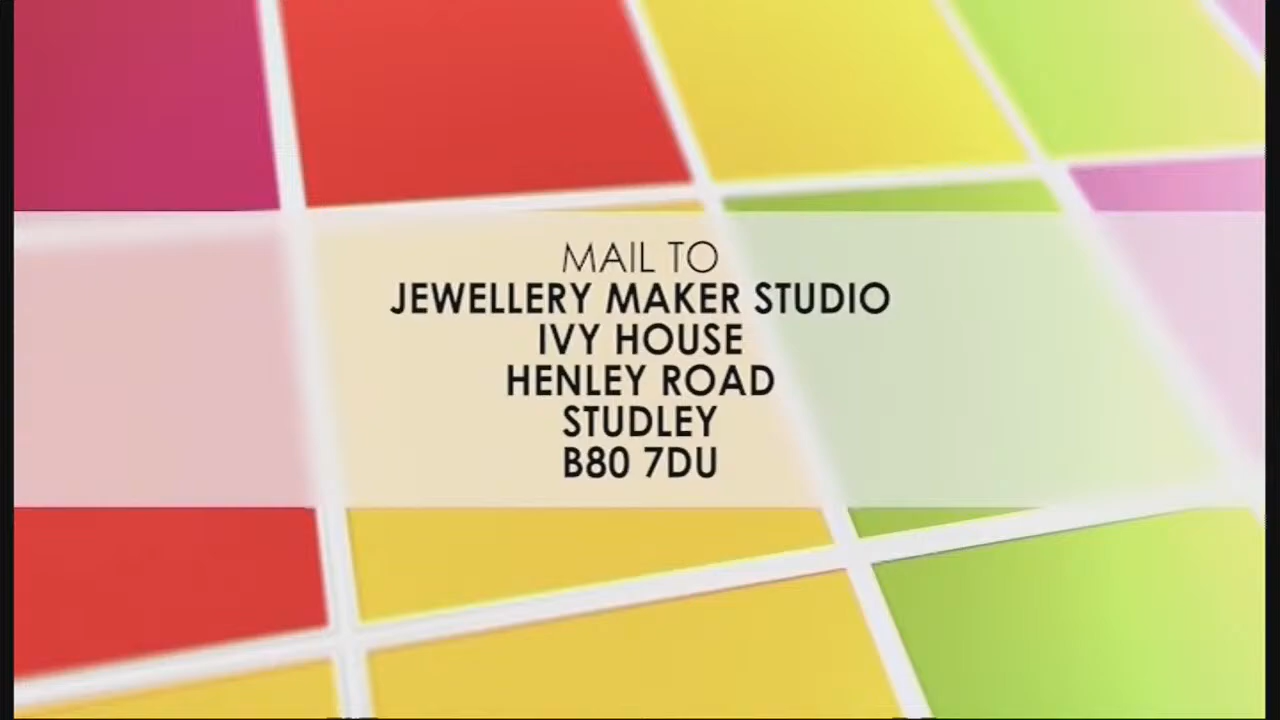 MAIL TO
JEWELLERY MAKER STUDIO
IVY HOUSE
HENLEY ROAD
STUDLEY
B80 7DU